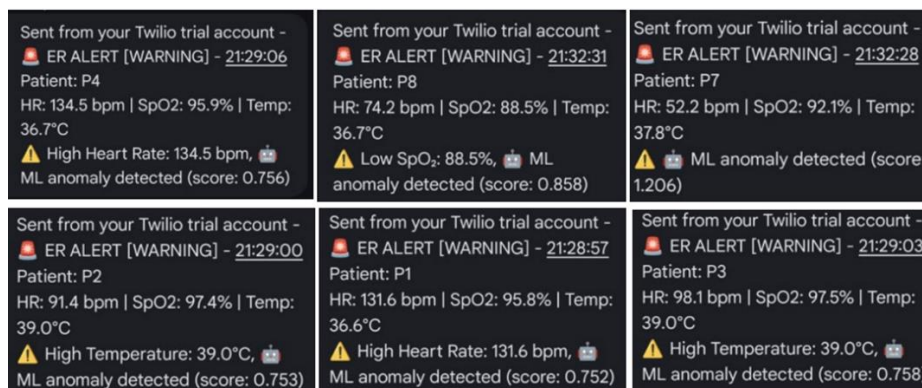 Sent from your Twilio trial account -
🚨 ER ALERT [WARNING] - 21:29:06
Patient: P4
HR: 134.5 bpm | SpO2: 95.9% | Temp:
36.7°C
⚠️ High Heart Rate: 134.5 bpm, 🤖
ML anomaly detected (score: 0.756)
Sent from your Twilio trial account -
🚨 ER ALERT [WARNING] - 21:32:31
Patient: P8
HR: 74.2 bpm | SpO2: 88.5% | Temp:
36.7°C
⚠️ Low SpO₂: 88.5%, 🤖 ML
anomaly detected (score: 0.858)
Sent from your Twilio trial account -
🚨 ER ALERT [WARNING] - 21:32:28
Patient: P7
HR: 52.2 bpm | SpO2: 92.1% | Temp:
37.8°C
⚠️ 🤖 ML anomaly detected (score:
1.206)
Sent from your Twilio trial account -
🚨 ER ALERT [WARNING] - 21:29:00
Patient: P2
HR: 91.4 bpm | SpO2: 97.4% | Temp:
39.0°C
⚠️ High Temperature: 39.0°C, 🤖
ML anomaly detected (score: 0.753)
Sent from your Twilio trial account -
🚨 ER ALERT [WARNING] - 21:28:57
Patient: P1
HR: 131.6 bpm | SpO2: 95.8% | Temp:
36.6°C
⚠️ High Heart Rate: 131.6 bpm, 🤖
ML anomaly detected (score: 0.752)
Sent from your Twilio trial account -
🚨 ER ALERT [WARNING] - 21:29:03
Patient: P3
HR: 98.1 bpm | SpO2: 97.5% | Temp:
39.0°C
⚠️ High Temperature: 39.0°C, 🤖
ML anomaly detected (score: 0.758)